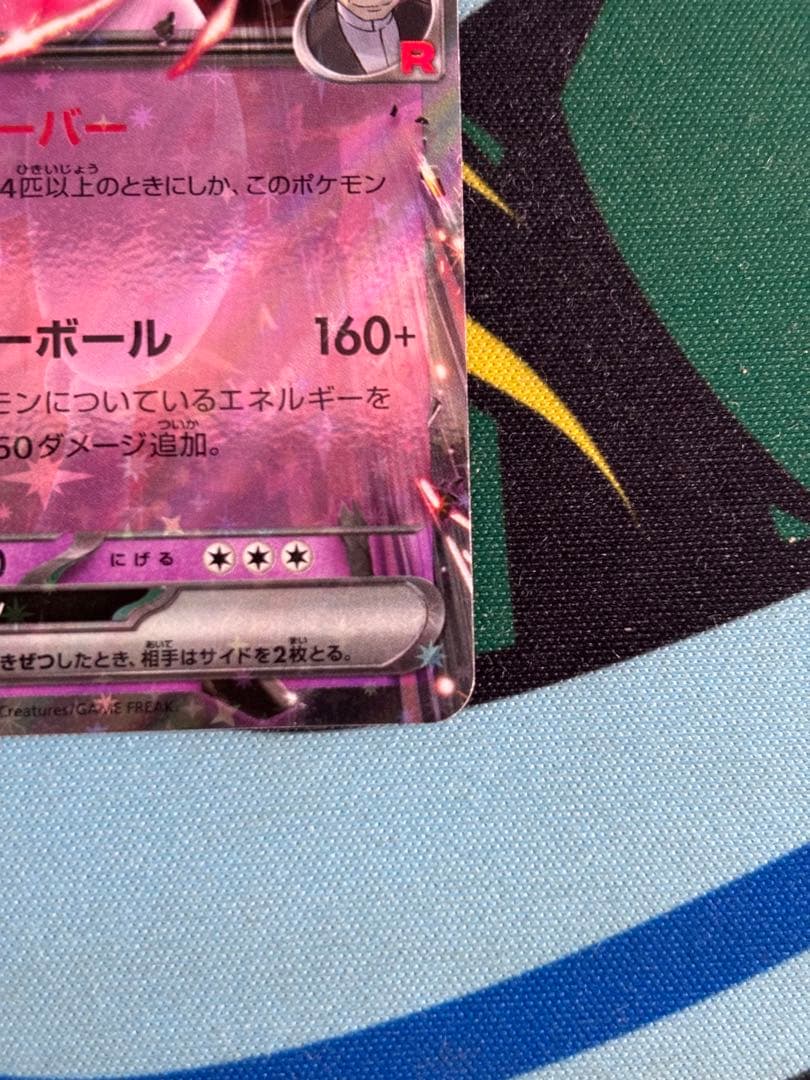 R
ーバー
4匹以上のときにしか、このポケモン
ひきいじょう
ーボール 160+
モンについているエネルギーを
50ダメージ追加。
ついか
にげる
きぜつしたとき、相手はサイドを2枚とる。
あいて まい
Creatures/GAME FREAK.